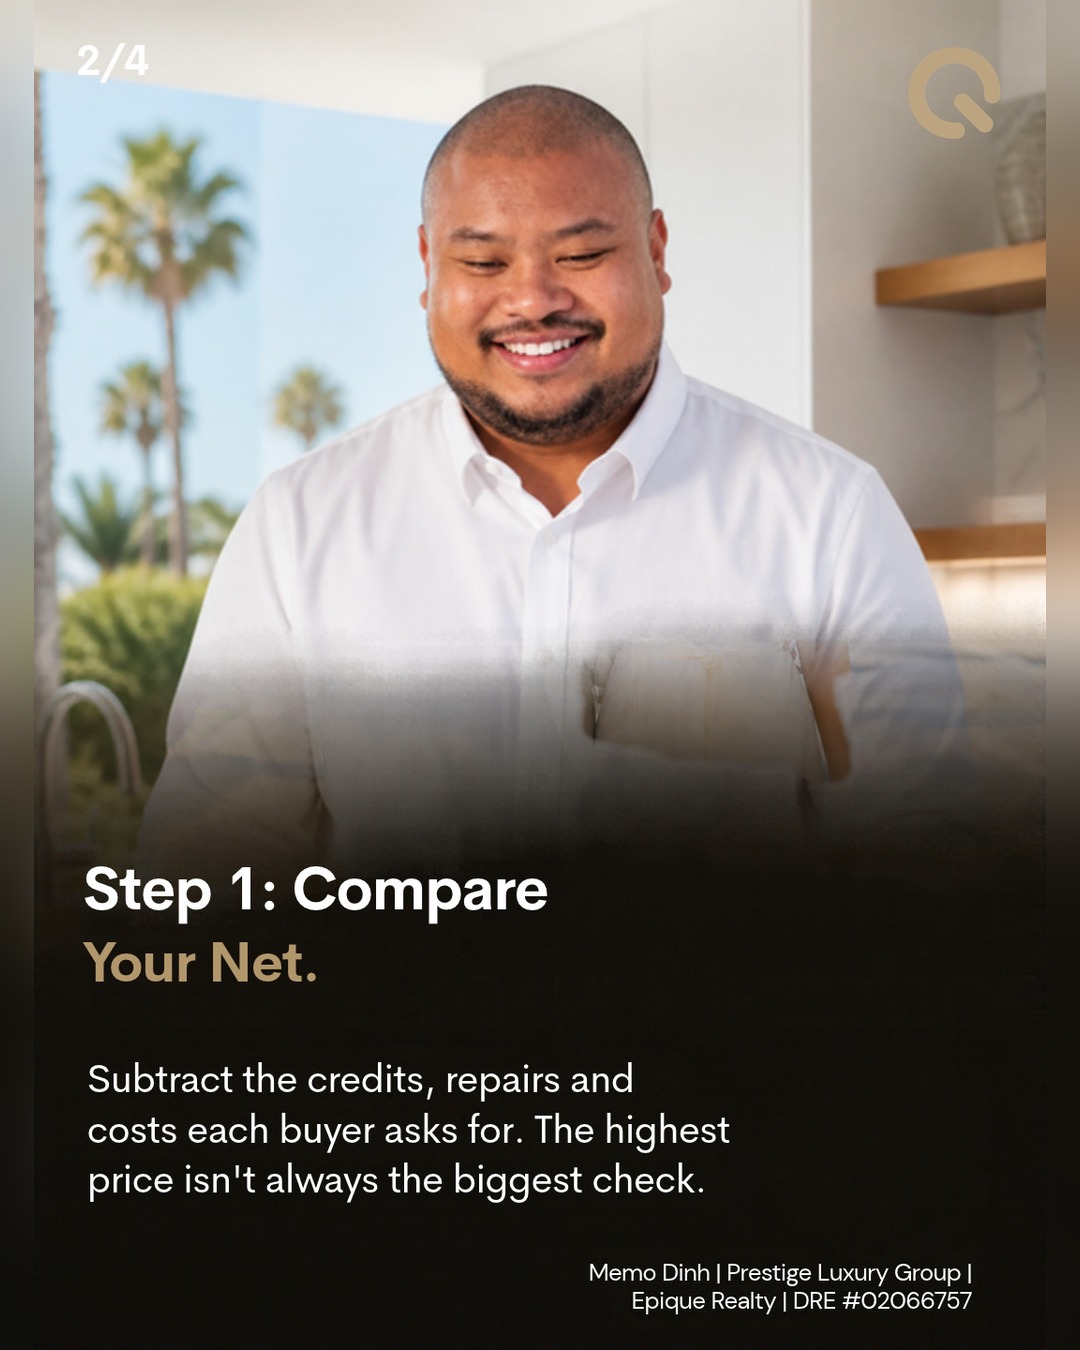 2/4
Step 1: Compare
Your Net.
Subtract the credits, repairs and
costs each buyer asks for. The highest
price isn't always the biggest check.
Memo Dinh | Prestige Luxury Group |
Epique Realty | DRE #02066757